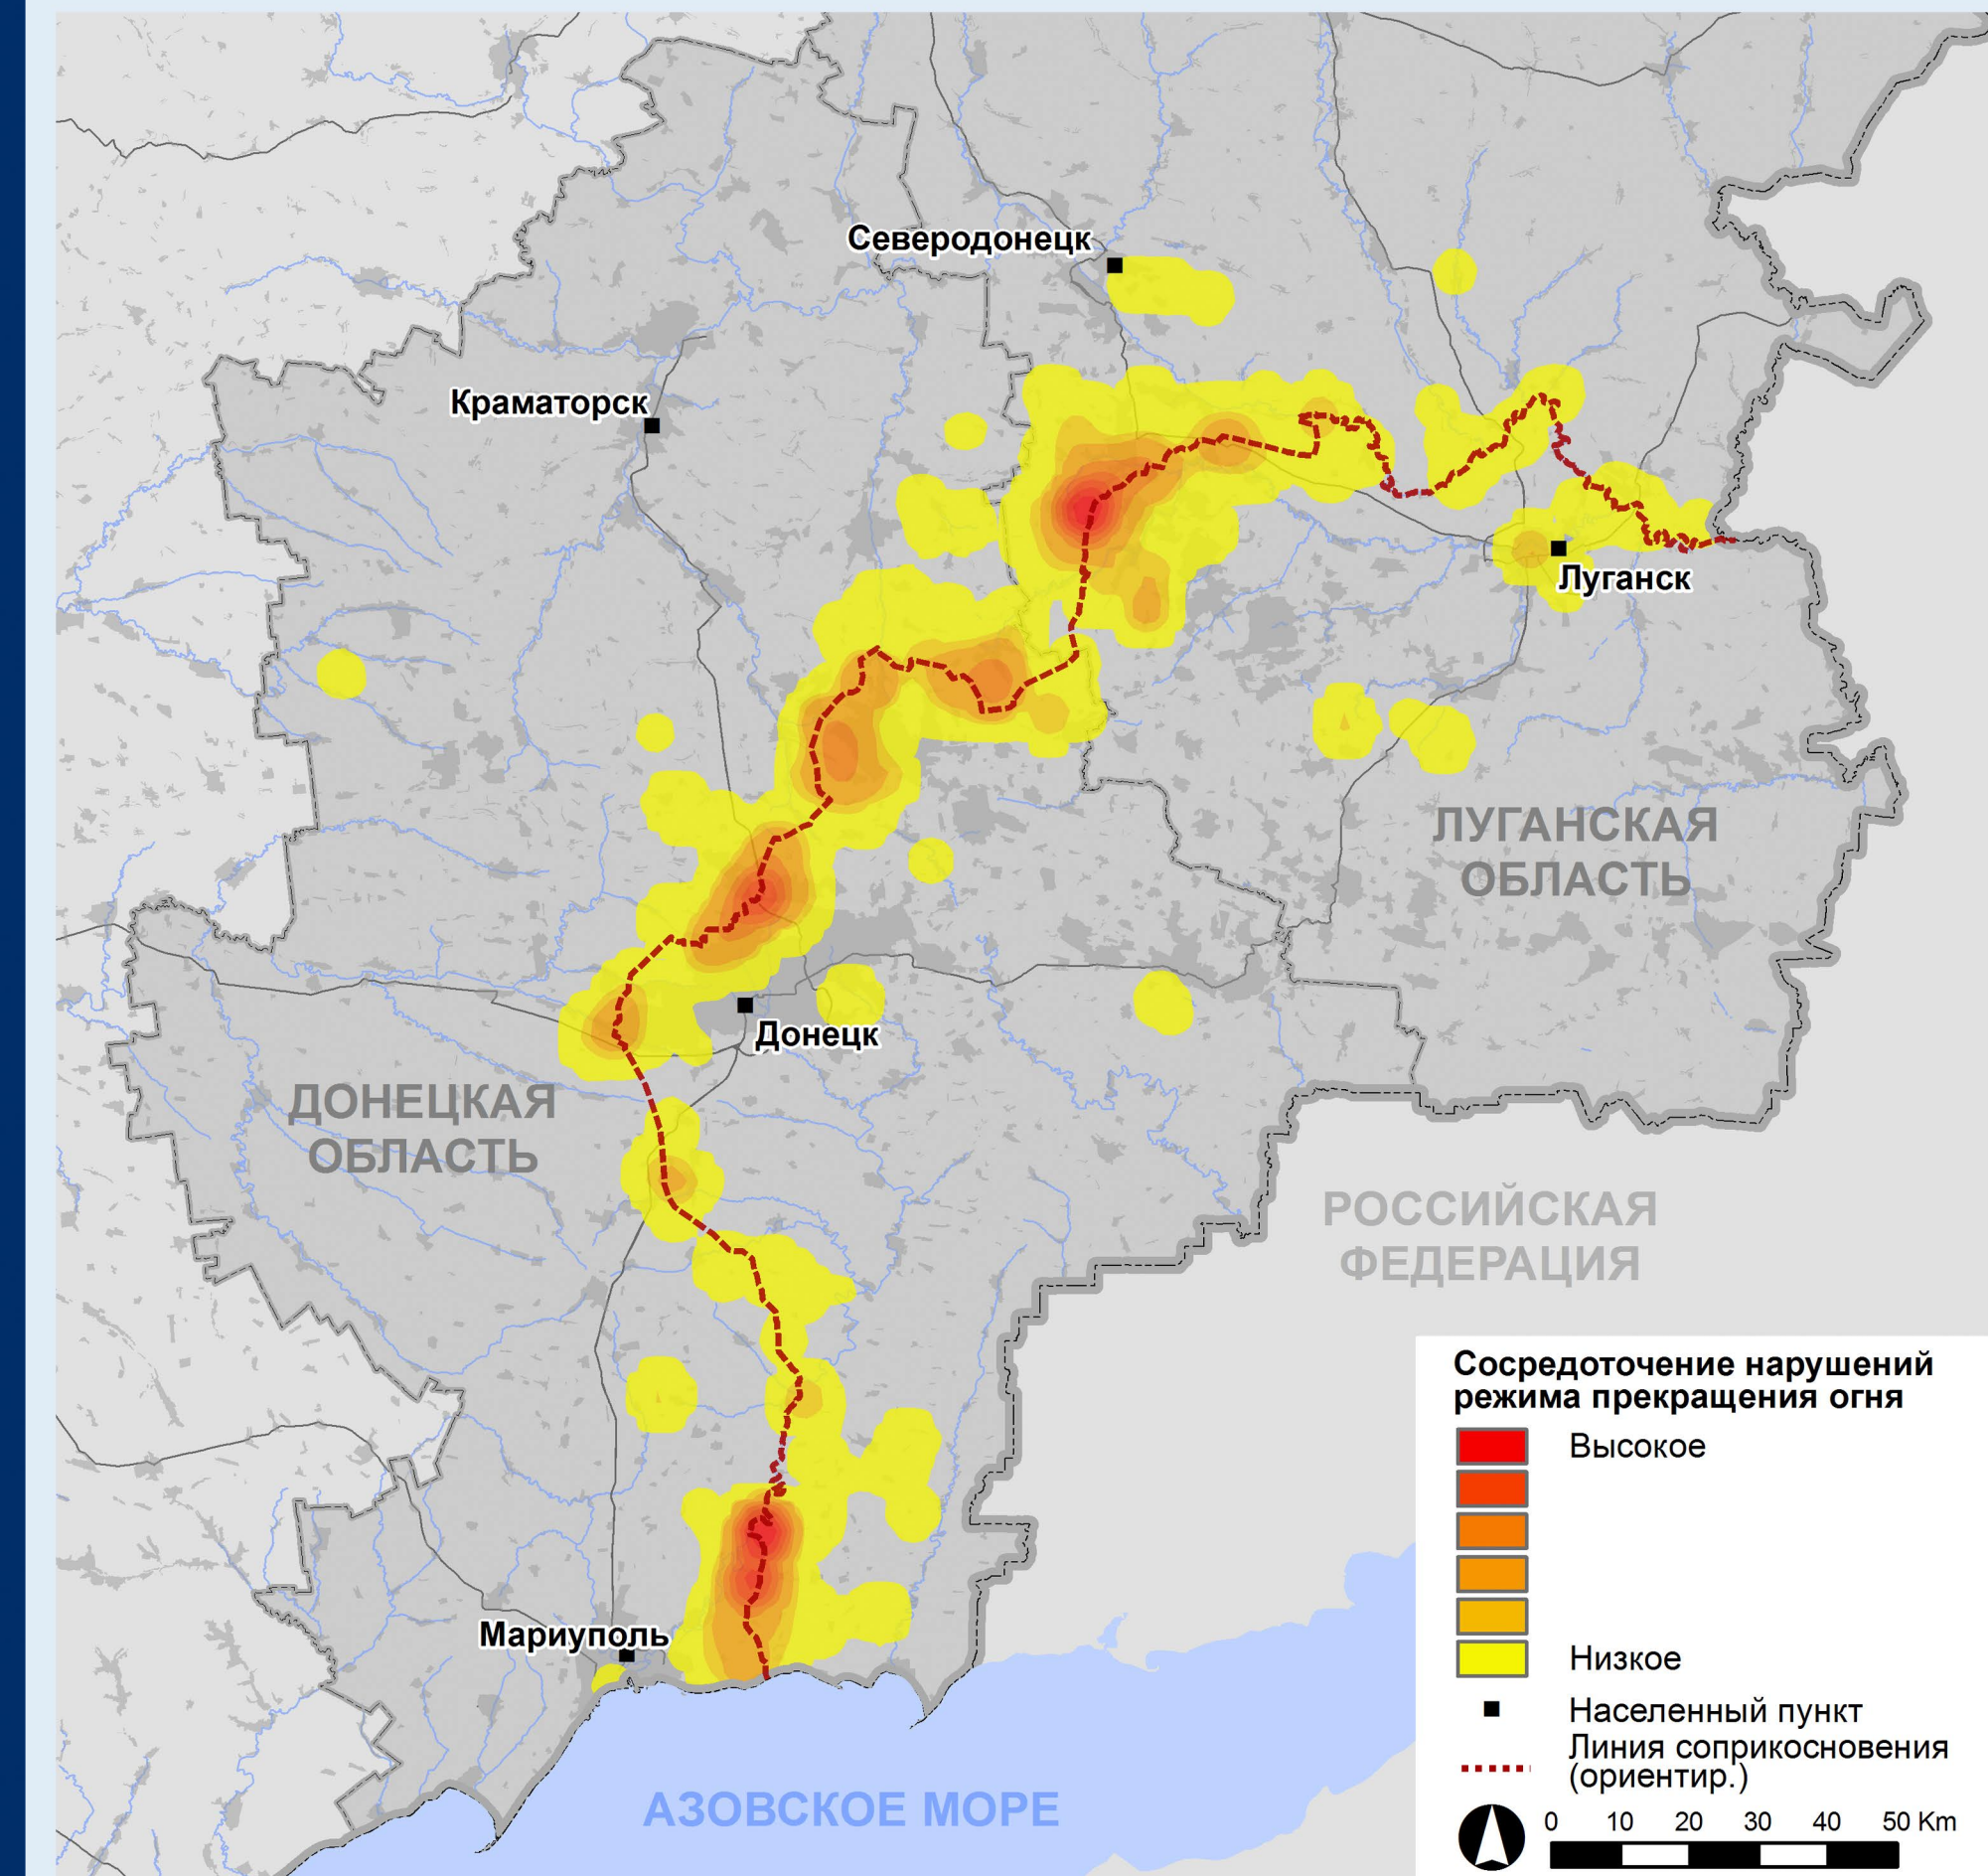 Северодонецк
Краматорск
Луганск
ЛУГАНСКАЯ
ОБЛАСТЬ
Донецк
ДОНЕЦКАЯ
ОБЛАСТЬ
РОССИЙСКАЯ
ФЕДЕРАЦИЯ
Мариуполь
АЗОВСКОЕ МОРЕ
Сосредоточение нарушений
режима прекращения огня
Высокое
Низкое
Населенный пункт
Линия соприкосновения
(ориентир.)
0 10 20 30 40 50 Km